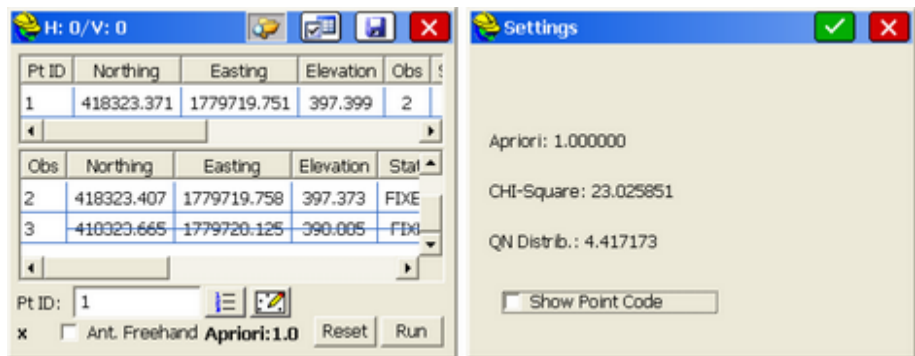 H: 0/V: 0
Pt ID Northing Easting Elevation Obs
1 418323.371 1779719.751 397.399 2
Obs Northing Easting Elevation Stat
2 418323.407 1779719.758 397.373 FIXE
3 1779720.125
Pt ID: 1
x Ant. Freehand Apriori:1.0 Reset Run
Settings
Apriori: 1.000000
CHI-Square: 23.025851
QN Distrib.: 4.417173
Show Point Code